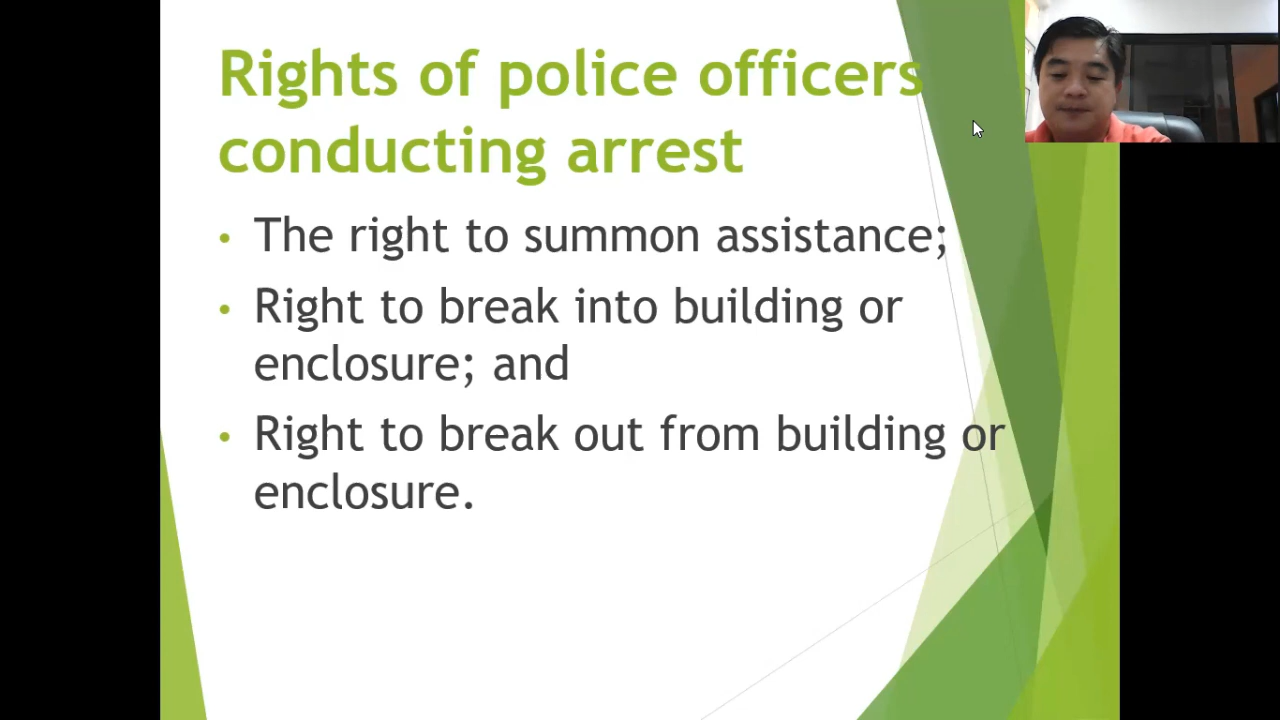 Rights of police officers
conducting arrest
• The right to summon assistance;
• Right to break into building or
enclosure; and
• Right to break out from building or
enclosure.